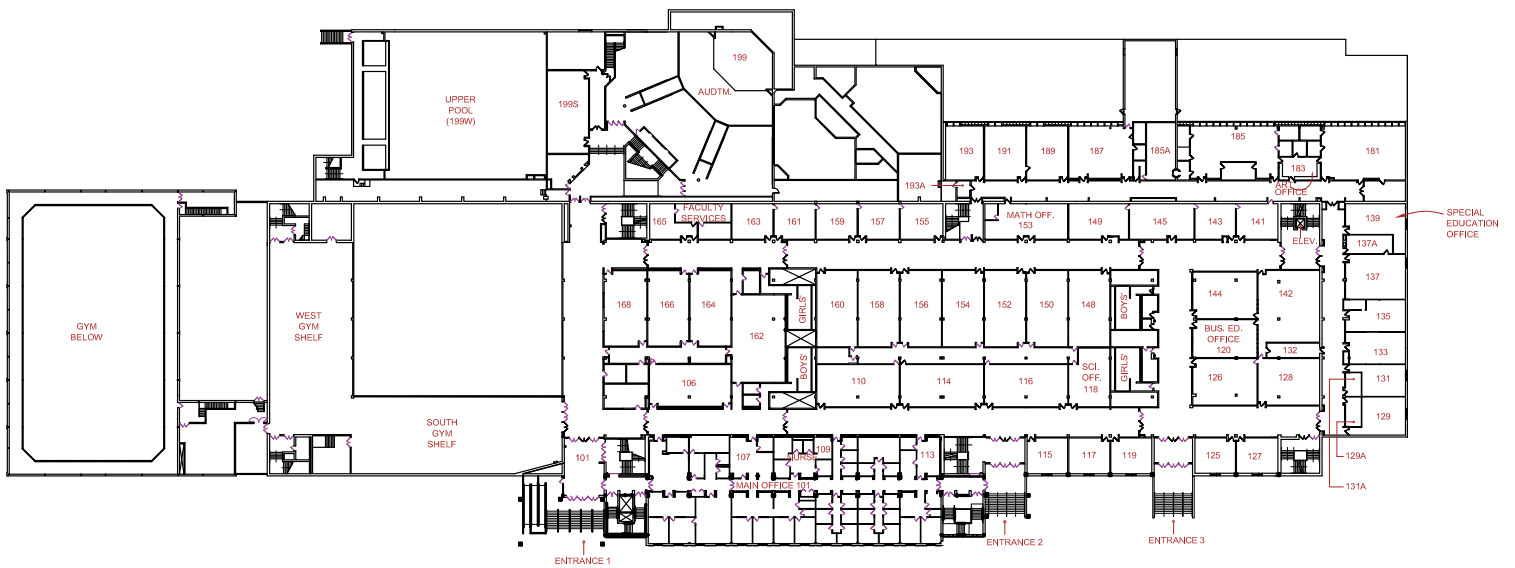 199
AUDTM.
UPPER
POOL
(199W)
199S
193
191
189
187
185A
185
183
181
193A
ART
OFFICE
165
FACULTY
SERVICES
163
161
159
157
155
MATH OFF.
153
149
145
143
141
ELEV.
139
SPECIAL
EDUCATION
OFFICE
137A
137
135
133
131
129
129A
131A
GYM
BELOW
WEST
GYM
SHELF
SOUTH
GYM
SHELF
168
166
164
162
GIRLS'
BOYS'
160
158
156
154
152
150
148
BOYS'
GIRLS'
144
142
BUS. ED.
OFFICE
120
132
126
128
106
110
114
116
SCI.
OFF.
118
101
107
109
NURSE
113
MAIN OFFICE 101
115
117
119
125
127
ENTRANCE 1
ENTRANCE 2
ENTRANCE 3